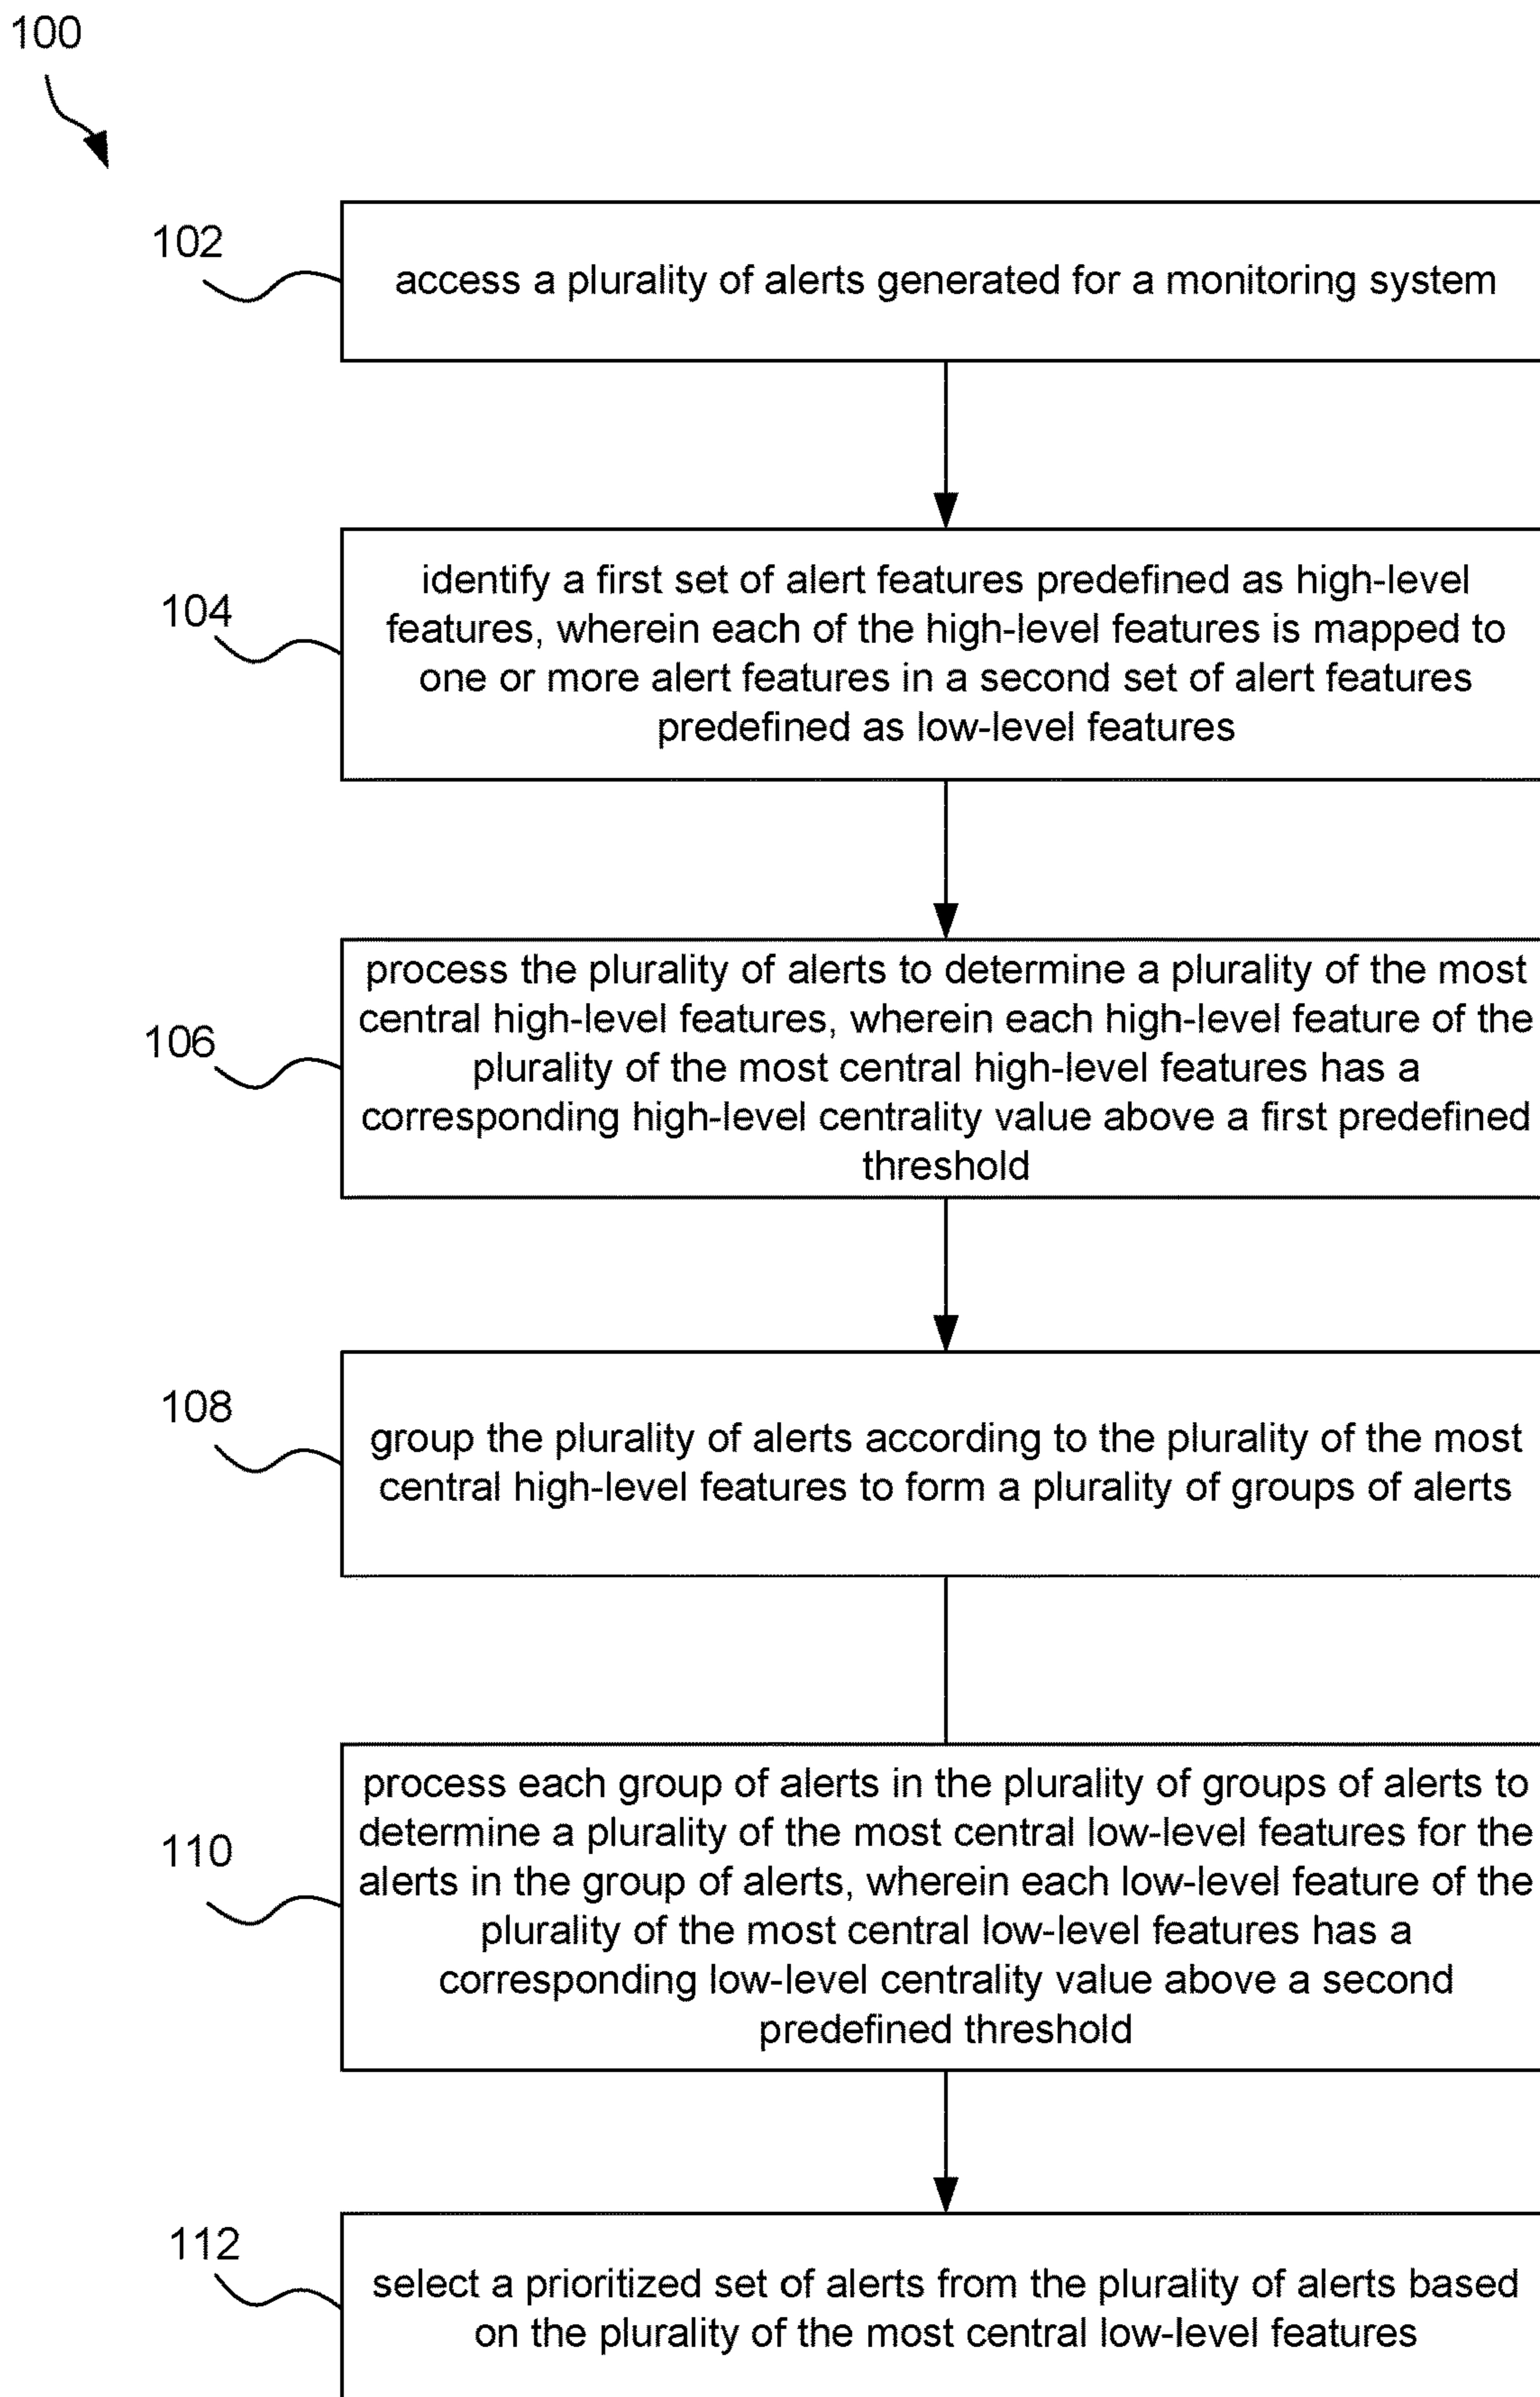 100
102
access a plurality of alerts generated for a monitoring system
104
identify a first set of alert features predefined as high-level
features, wherein each of the high-level features is mapped to
one or more alert features in a second set of alert features
predefined as low-level features
106
process the plurality of alerts to determine a plurality of the most
central high-level features, wherein each high-level feature of the
plurality of the most central high-level features has a
corresponding high-level centrality value above a first predefined
threshold
108
group the plurality of alerts according to the plurality of the most
central high-level features to form a plurality of groups of alerts
110
process each group of alerts in the plurality of groups of alerts to
determine a plurality of the most central low-level features for the
alerts in the group of alerts, wherein each low-level feature of the
plurality of the most central low-level features has a
corresponding low-level centrality value above a second
predefined threshold
112
select a prioritized set of alerts from the plurality of alerts based
on the plurality of the most central low-level features